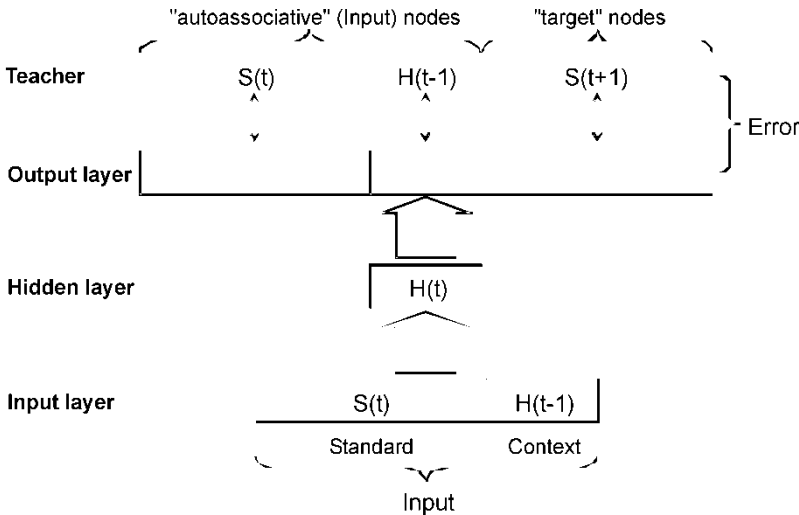 "autoassociative" (Input) nodes "target" nodes
Teacher S(t) H(t-1) S(t+1)
Error
Output layer
Hidden layer H(t)
Input layer S(t) H(t-1)
Standard Context
Input